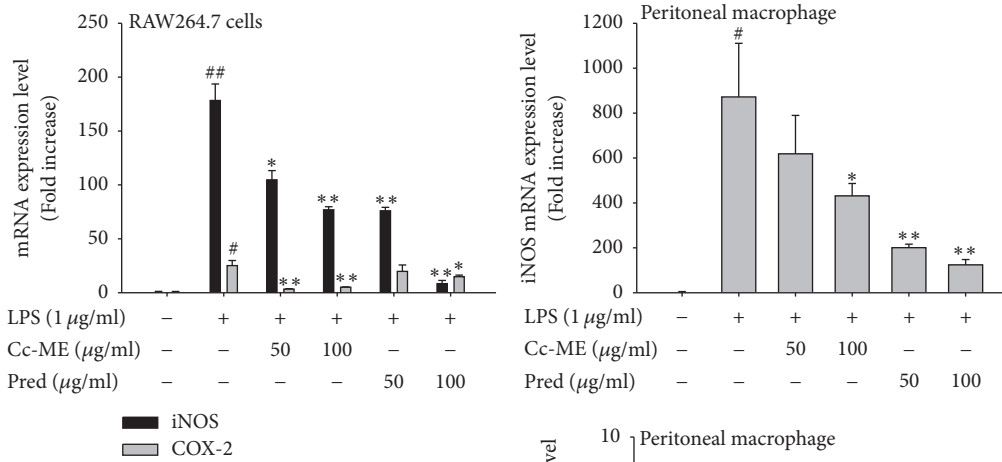 RAW264.7 cells
mRNA expression level
(Fold increase)
250
200
150
100
50
0
##
#
*
**
**
**
**
**
*
LPS (1 μg/ml) – + + + + +
Cc-ME (μg/ml) – – 50 100 – –
Pred (μg/ml) – – – – 50 100
iNOS
COX-2
Peritoneal macrophage
iNOS mRNA expression level
(Fold increase)
1200
1000
800
600
400
200
0
#
*
**
**
LPS (1 μg/ml) – + + + + +
Cc-ME (μg/ml) – – 50 100 – –
Pred (μg/ml) – – – – 50 100
10
Peritoneal macrophage